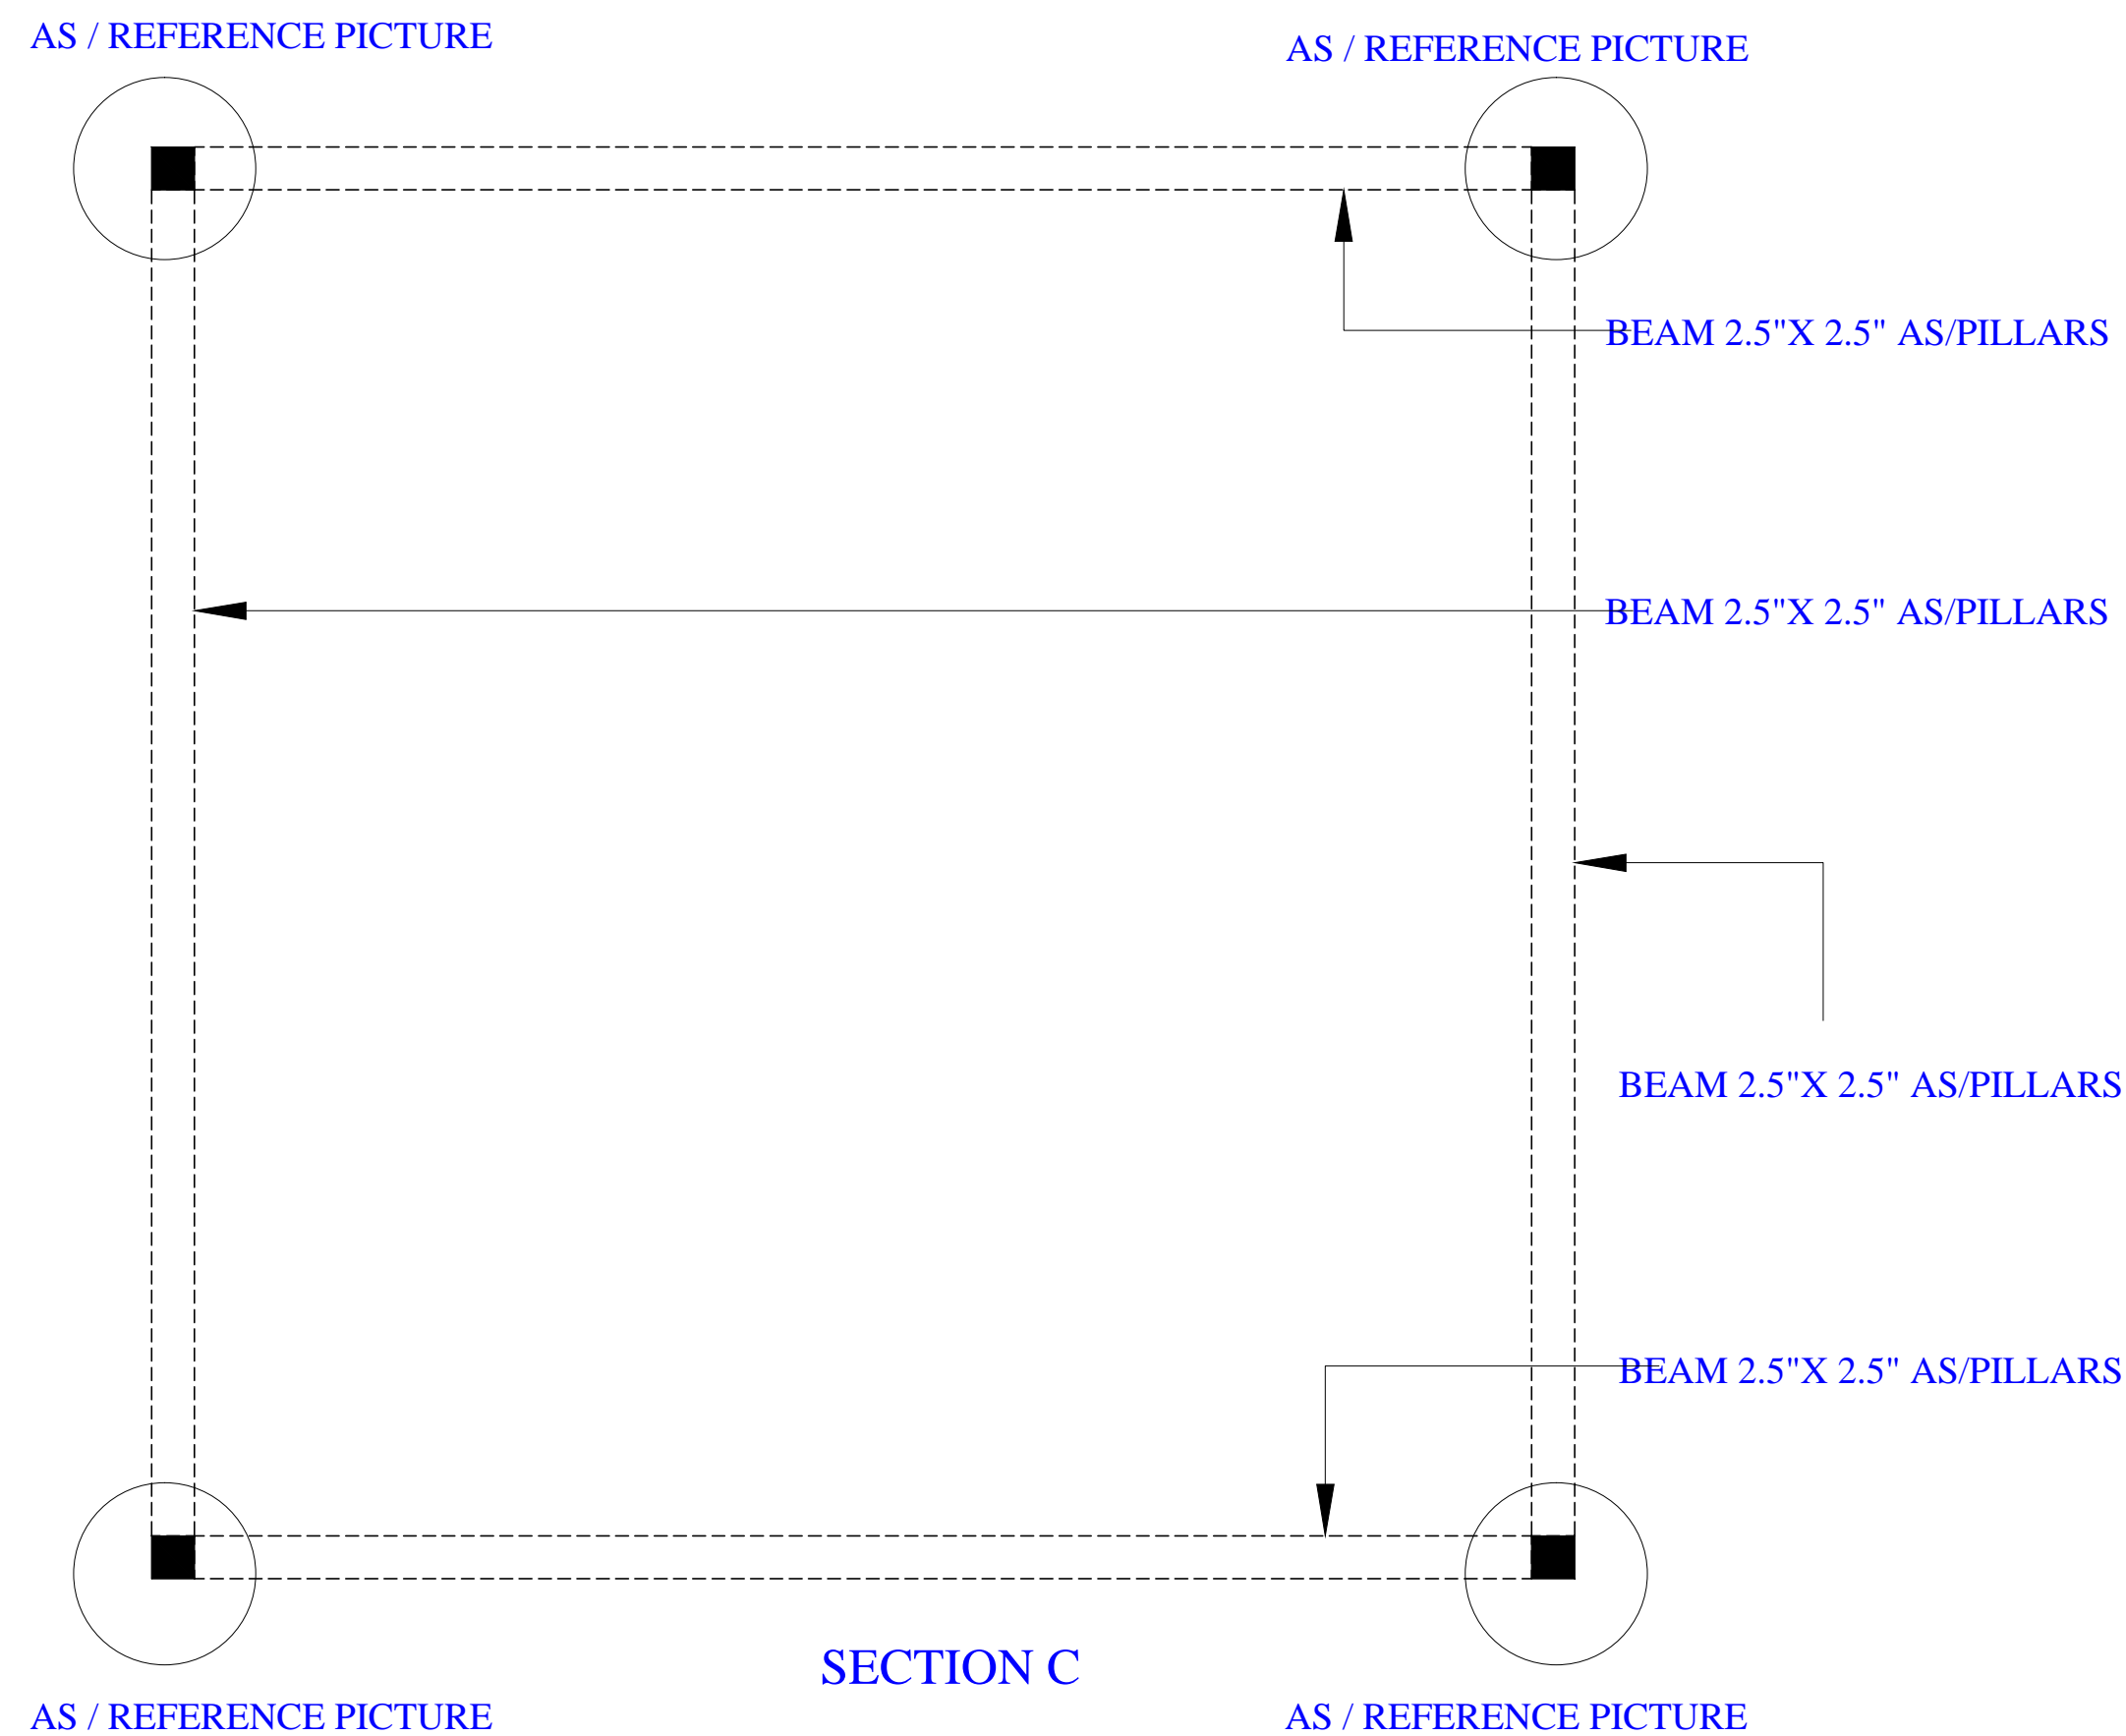 AS / REFERENCE PICTURE
AS / REFERENCE PICTURE
BEAM 2.5"X 2.5" AS/PILLARS
BEAM 2.5"X 2.5" AS/PILLARS
BEAM 2.5"X 2.5" AS/PILLARS
BEAM 2.5"X 2.5" AS/PILLARS
SECTION C
AS / REFERENCE PICTURE
AS / REFERENCE PICTURE